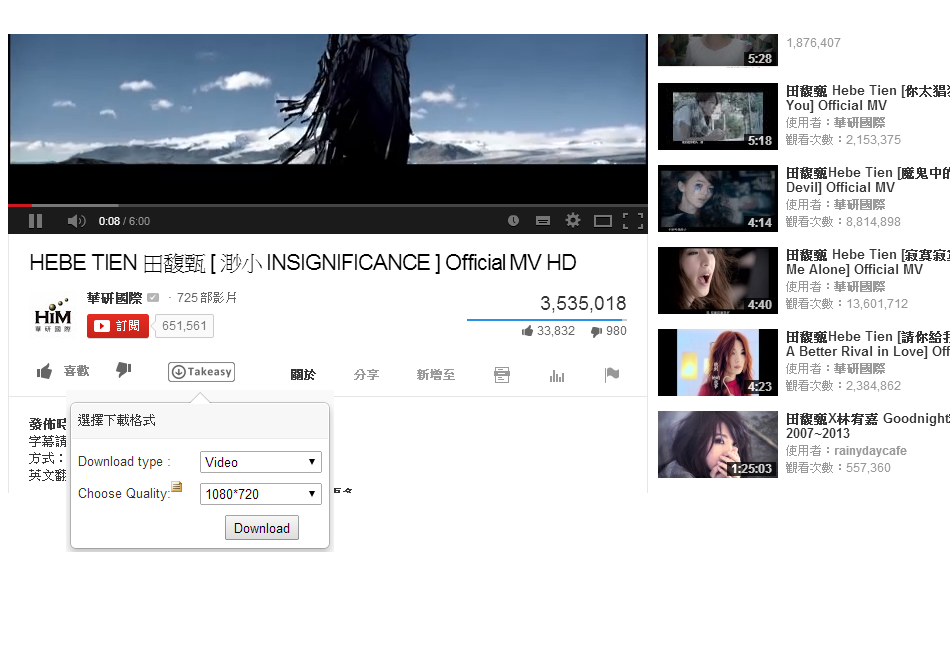 0:08 / 6:00
HEBE TIEN 田馥甄 [ 渺小 INSIGNIFICANCE ] Official MV HD
HIM
華研國際
華研國際 · 725 部影片
訂閱 651,561
3,535,018
33,832 980
喜歡 Takeasy 關於 分享 新增至
發佈時
字幕請
方式：
英文翻
選擇下載格式
Download type : Video
Choose Quality: 1080*720
Download
5:28
1,876,407
5:18
田馥甄 Hebe Tien [你太猖
You] Official MV
使用者：華研國際
觀看次數：2,153,375
4:14
田馥甄Hebe Tien [魔鬼中的
Devil] Official MV
使用者：華研國際
觀看次數：8,814,898
4:40
田馥甄 Hebe Tien [寂寞寂
Me Alone] Official MV
使用者：華研國際
觀看次數：13,601,712
4:23
田馥甄Hebe Tien [請你給我
A Better Rival in Love] Off
使用者：華研國際
觀看次數：2,384,862
1:25:03
田馥甄X林宥嘉 Goodnight
2007~2013
使用者：rainydaycafe
觀看次數：557,360